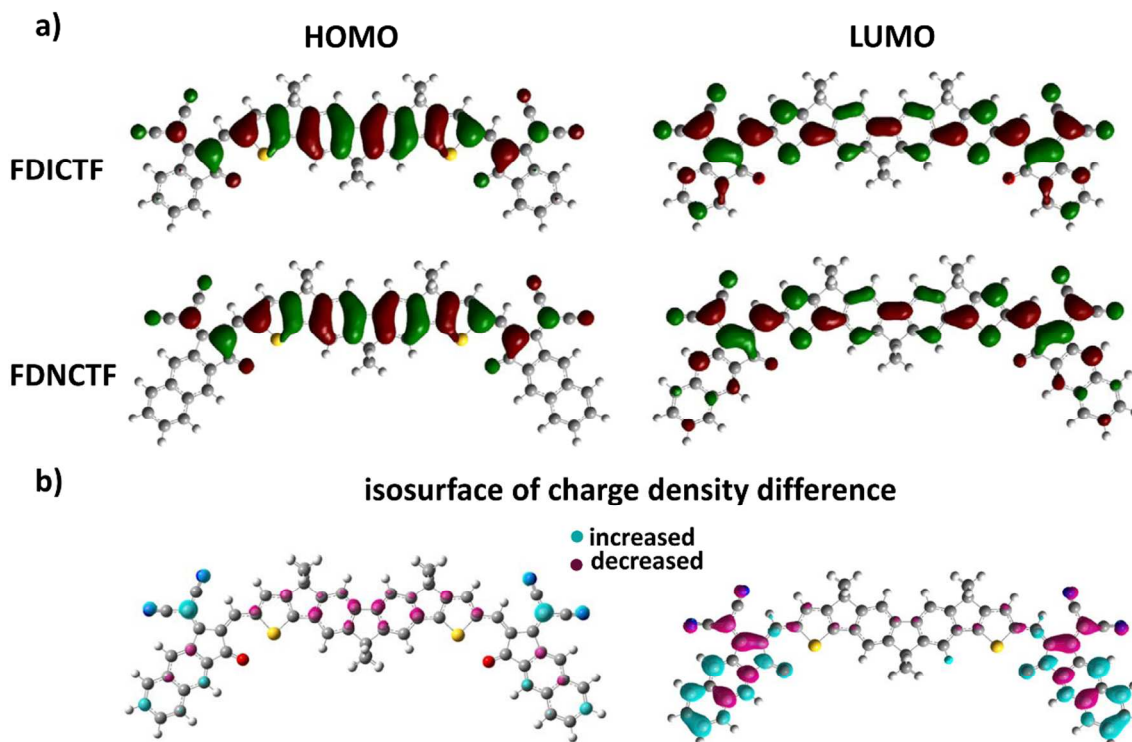 a)
HOMO
LUMO
FDICTF
FDNCTF
b)
isosurface of charge density difference
increased
decreased